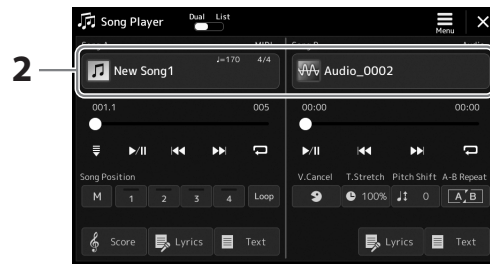 Song Player Dual List Menu
Song A MIDI Song B Audio
2
New Song1 ♩=170 4/4
Audio_0002
001.1 005 00:00 00:00
Song Position V.Cancel T.Stretch Pitch Shift A-B Repeat
M 1 2 3 4 Loop 100% 0 A B
Score Lyrics Text Lyrics Text